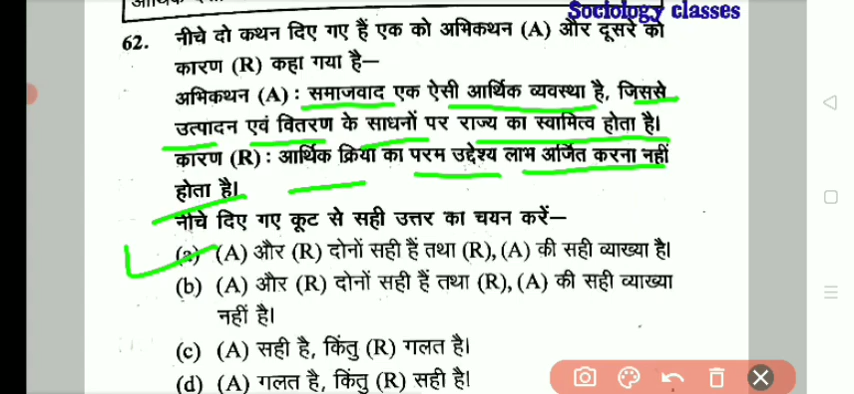 Sociology classes
62. नीचे दो कथन दिए गए हैं एक को अभिकथन (A) और दूसरे को
कारण (R) कहा गया है—
अभिकथन (A) : समाजवाद एक ऐसी आर्थिक व्यवस्था है, जिससे
उत्पादन एवं वितरण के साधनों पर राज्य का स्वामित्व होता है।
कारण (R) : आर्थिक क्रिया का परम उद्देश्य लाभ अर्जित करना नहीं
होता है।
नीचे दिए गए कूट से सही उत्तर का चयन करें—
(a) (A) और (R) दोनों सही हैं तथा (R), (A) की सही व्याख्या है।
(b) (A) और (R) दोनों सही हैं तथा (R), (A) की सही व्याख्या
नहीं है।
(c) (A) सही है, किंतु (R) गलत है।
(d) (A) गलत है, किंतु (R) सही है।